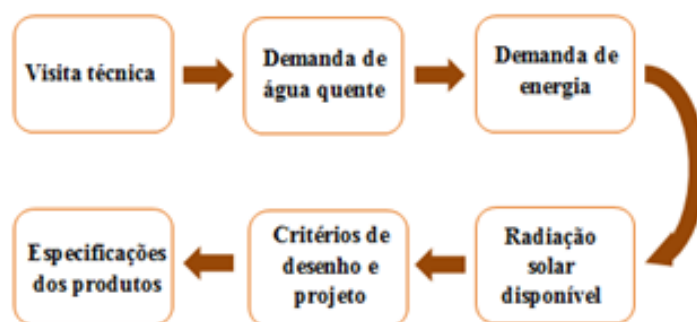 Visita técnica
Demanda de
água quente
Demanda de
energia
Radiação
solar
disponível
Critérios de
desenho e
projeto
Especificações
dos produtos